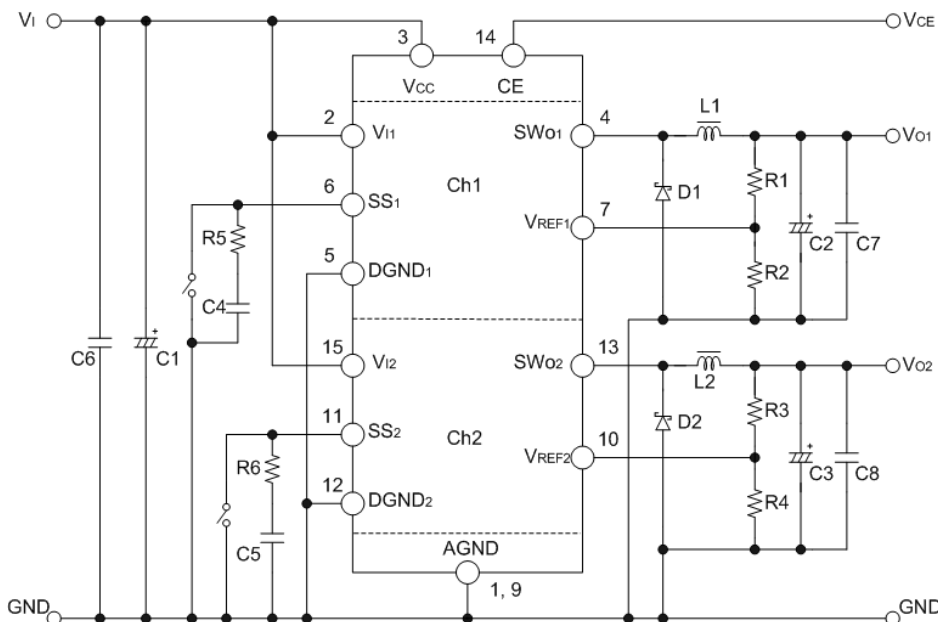 VI
VCE
3
14
VCC
CE
2
VI1
SWO1
4
L1
VO1
6
SS1
Ch1
D1
R1
R5
VREF1
7
C2
C7
5
DGND1
R2
C4
C6
C1
15
VI2
SWO2
13
L2
VO2
11
SS2
Ch2
D2
R3
R6
VREF2
10
C3
C8
12
DGND2
R4
C5
AGND
1, 9
GND
GND